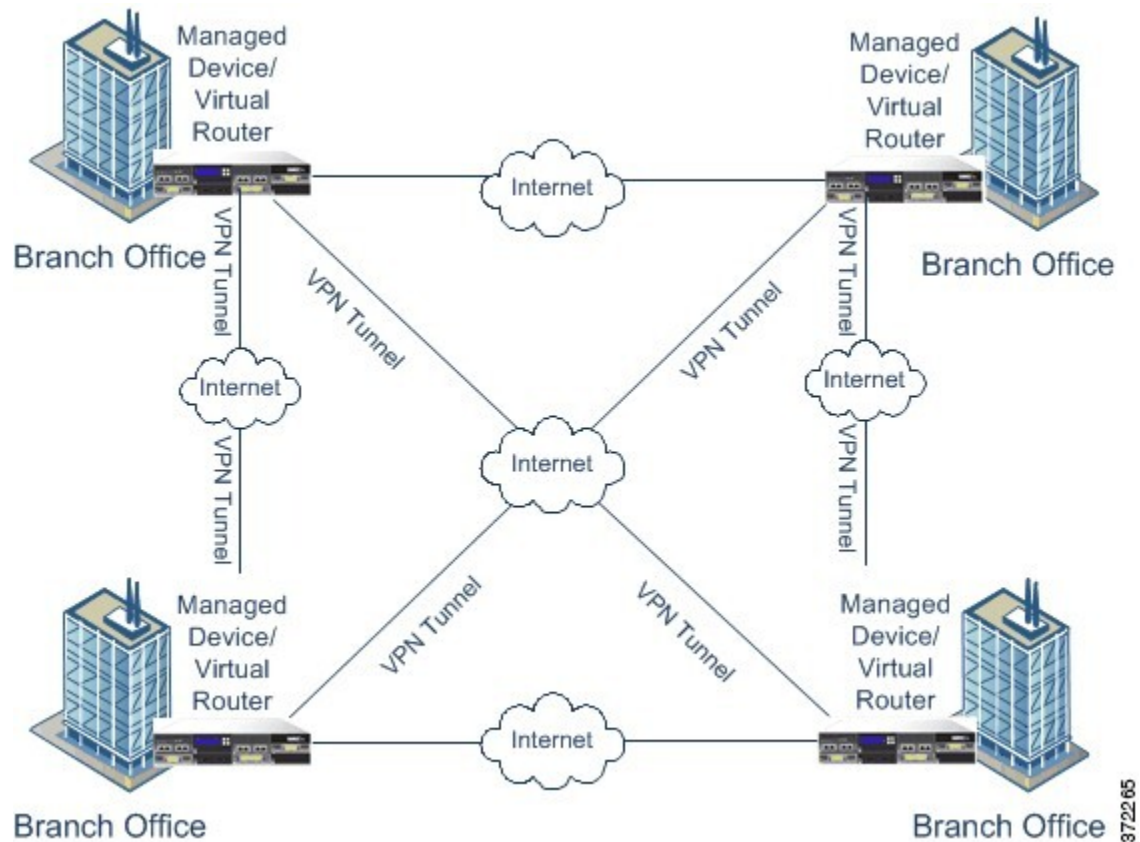 Managed
Device/
Virtual
Router
Branch Office
Managed
Device/
Virtual
Router
Branch Office
Internet
VPN Tunnel
VPN Tunnel
VPN Tunnel
VPN Tunnel
Internet
Internet
Internet
VPN Tunnel
VPN Tunnel
VPN Tunnel
VPN Tunnel
Managed
Device/
Virtual
Router
Branch Office
Internet
Managed
Device/
Virtual
Router
Branch Office
372265